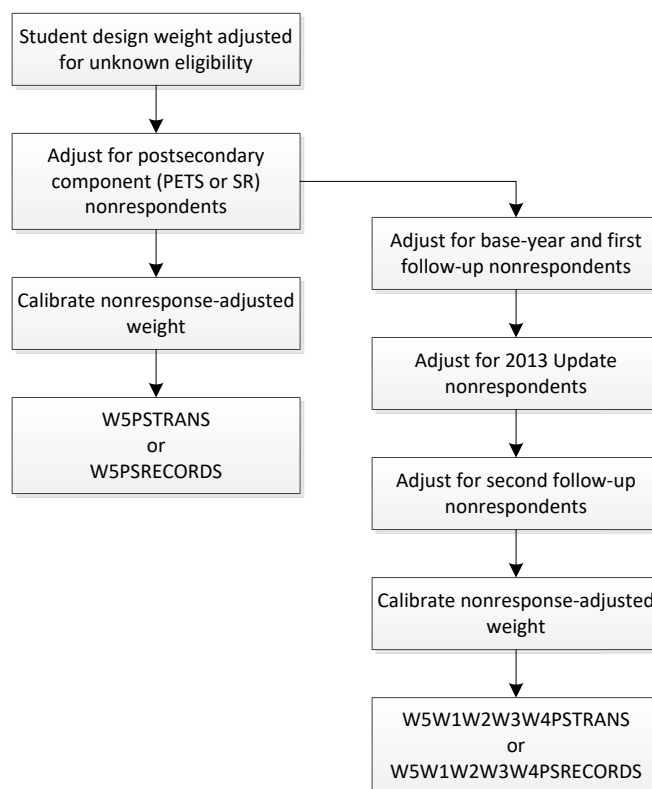 Student design weight adjusted
for unknown eligibility
Adjust for postsecondary
component (PETS or SR)
nonrespondents
Calibrate nonresponse-adjusted
weight
W5PSTRANS
or
W5PSRECORDS
Adjust for base-year and first
follow-up nonrespondents
Adjust for 2013 Update
nonrespondents
Adjust for second follow-up
nonrespondents
Calibrate nonresponse-adjusted
weight
W5W1W2W3W4PSTRANS
or
W5W1W2W3W4PSRECORDS